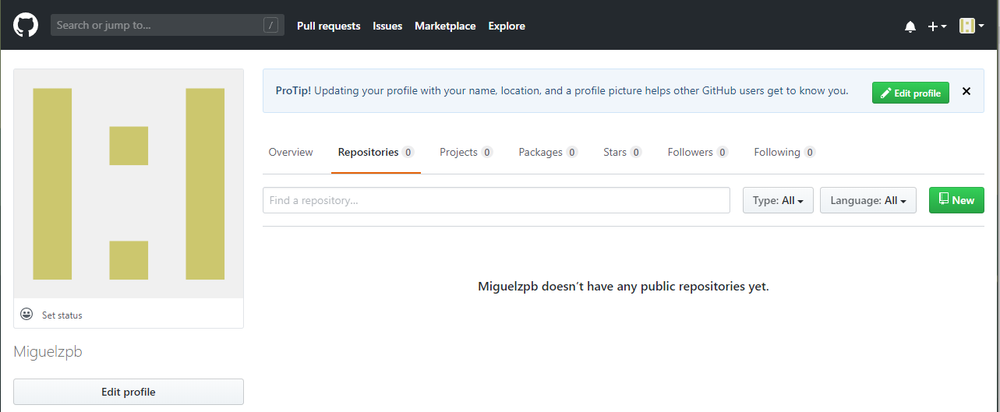 Search or jump to... /
Pull requests Issues Marketplace Explore
ProTip! Updating your profile with your name, location, and a profile picture helps other GitHub users get to know you.
Edit profile
Overview Repositories 0 Projects 0 Packages 0 Stars 0 Followers 0 Following 0
Find a repository… Type: All Language: All New
Miguelzpb doesn’t have any public repositories yet.
Set status
Miguelzpb
Edit profile